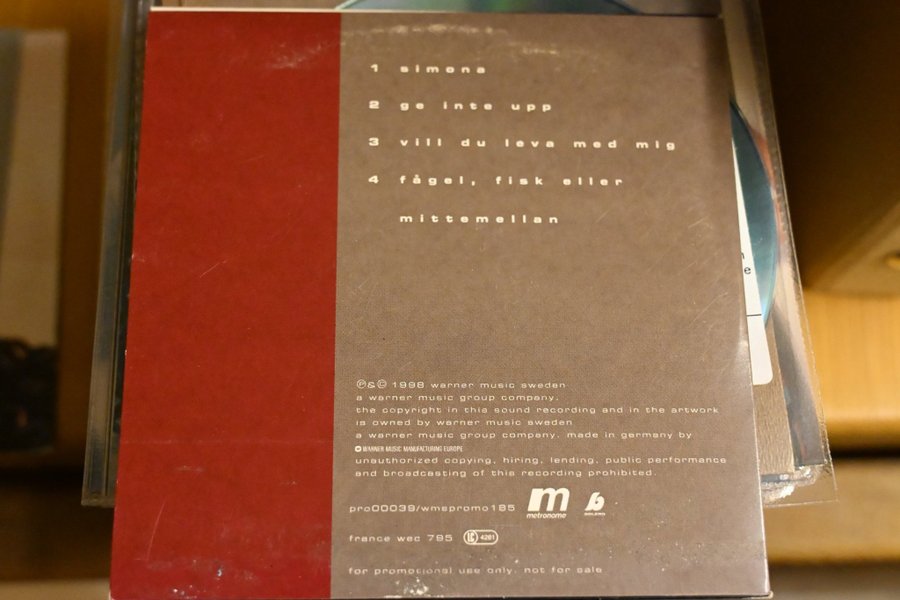 1 simona
2 ge inte upp
3 vill du leva med mig
4 fågel, fisk eller
mittemellan
℗&© 1998 warner music sweden
a warner music group company.
the copyright in this sound recording and in the artwork
is owned by warner music sweden
a warner music group company. made in germany by
WARNER MUSIC MANUFACTURING EUROPE
unauthorized copying, hiring, lending, public performance
and broadcasting of this recording prohibited.
pro00039/wmspromo185
m
metronome
france wec 795
LC 4281
for promotional use only. not for sale